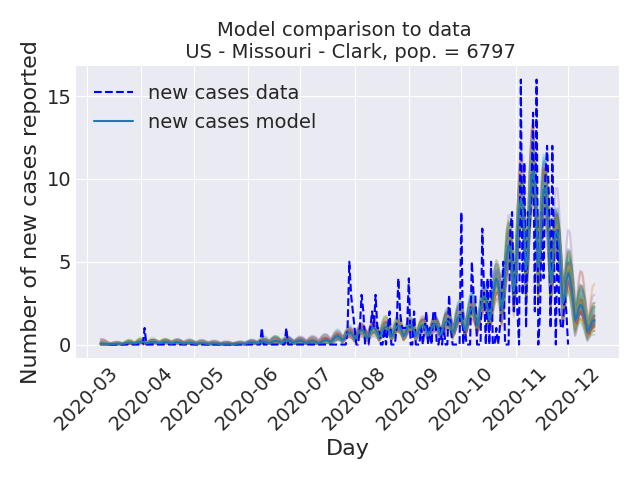 Model comparison to data
US - Missouri - Clark, pop. = 6797
Number of new cases reported
15
10
5
0
new cases data
new cases model
2020-03
2020-04
2020-05
2020-06
2020-07
2020-08
2020-09
2020-10
2020-11
2020-12
Day